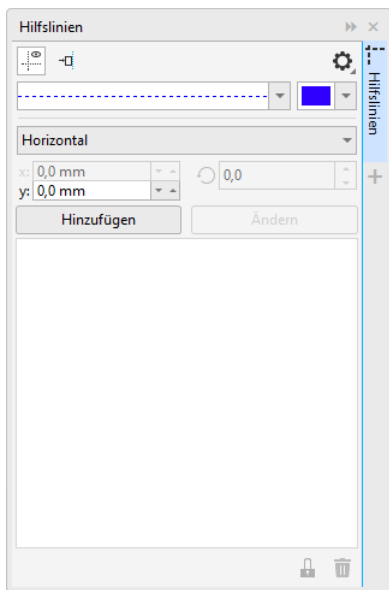 Hilfslinien
Hilfslinien
Horizontal
x: 0,0 mm
0,0
y: 0,0 mm
Hinzufügen
Ändern